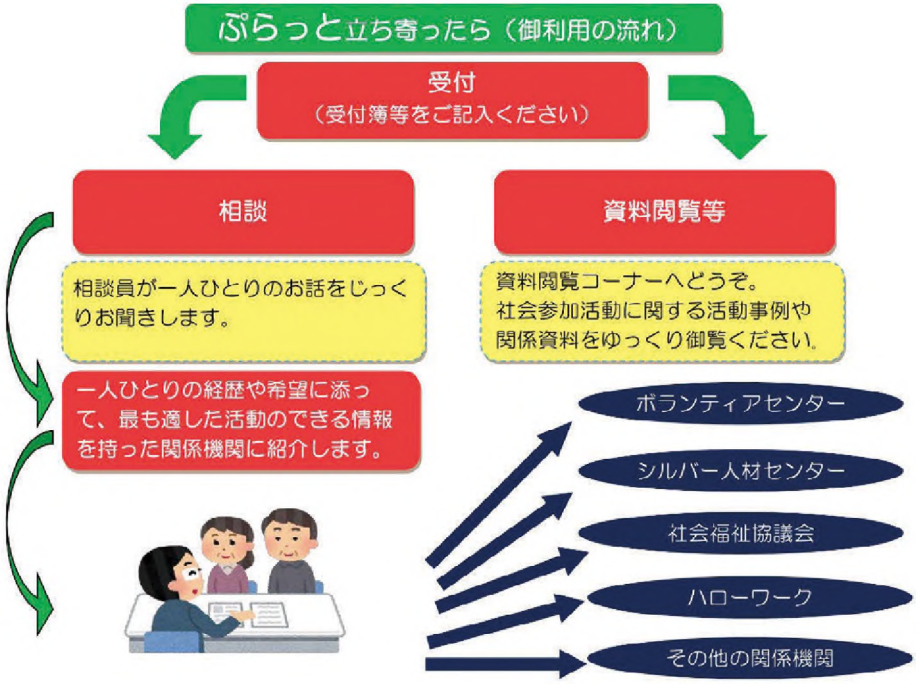 ぷらっと立ち寄ったら（御利用の流れ）
受付
（受付簿等をご記入ください）
相談
相談員が一人ひとりのお話をじっく
りお聞きします。
一人ひとりの経歴や希望に添っ
て、最も適した活動のできる情報
を持った関係機関に紹介します。
資料閲覧等
資料閲覧コーナーへどうぞ。
社会参加活動に関する活動事例や
関係資料をゆっくり御覧ください。
ボランティアセンター
シルバー人材センター
社会福祉協議会
ハローワーク
その他の関係機関